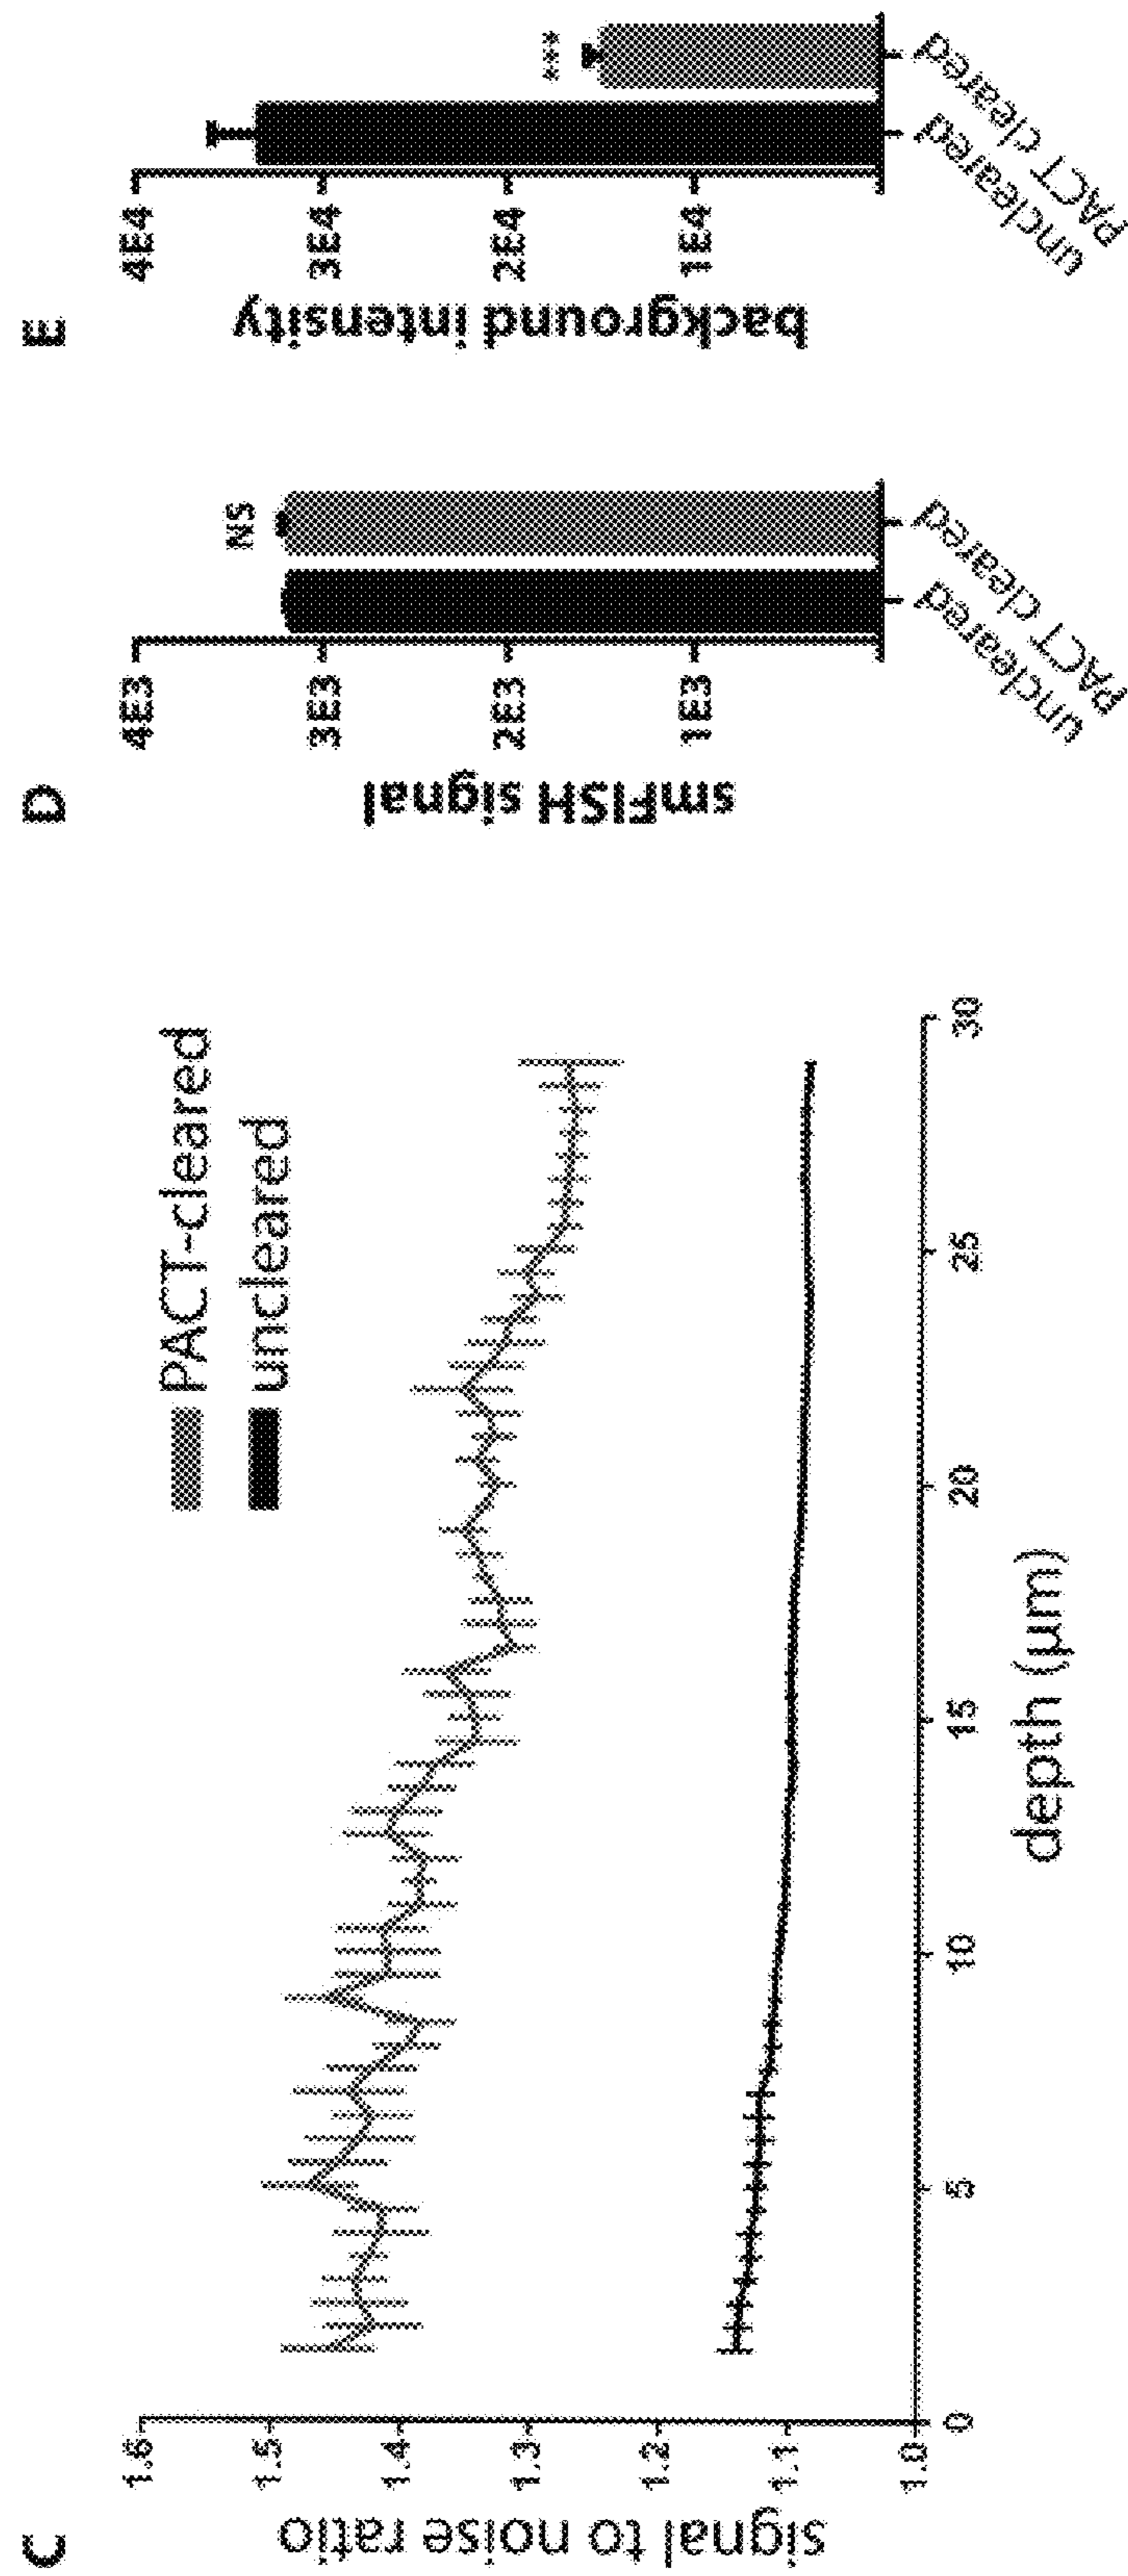 C
signal to noise ratio
1.6
1.5
1.4
1.3
1.2
1.1
1.0
0
5
10
15
20
25
30
depth (µm)
PACT-cleared
uncleared
D
smFISH signal
4E3
3E3
2E3
1E3
NS
uncleared
PACT cleared
E
background intensity
4E4
3E4
2E4
1E4
***
uncleared
PACT cleared